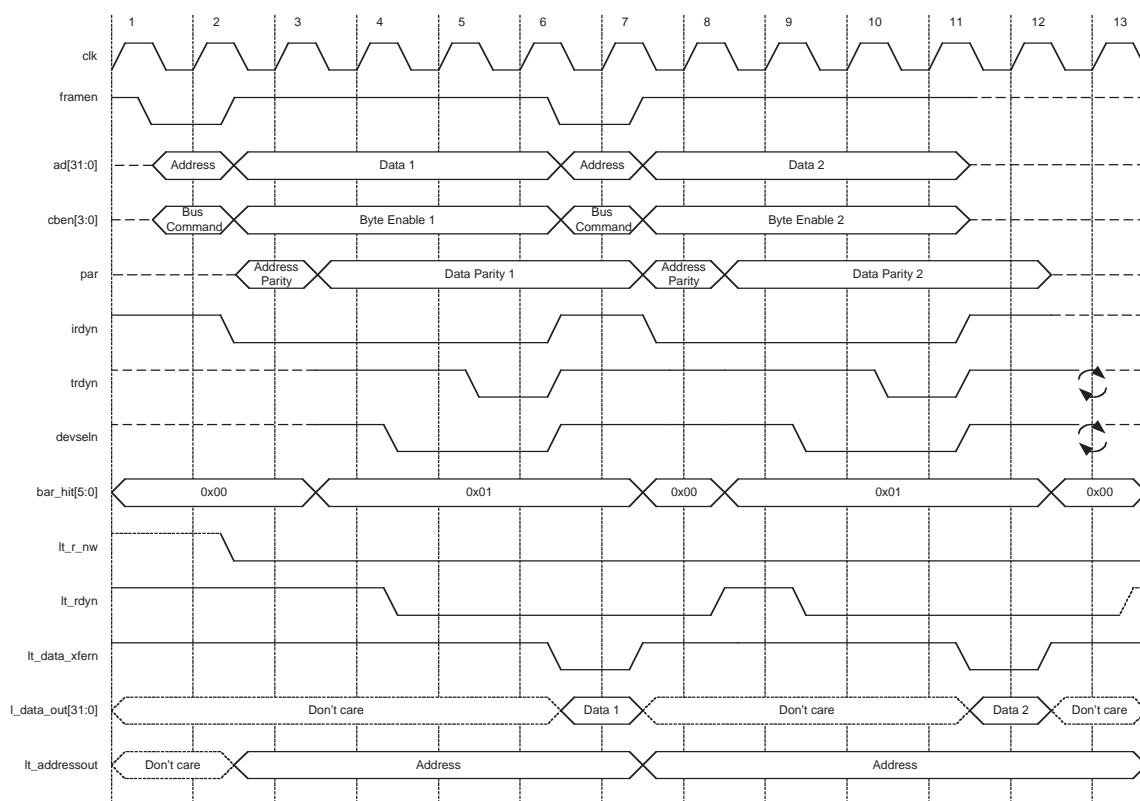 1 2 3 4 5 6 7 8 9 10 11 12 13
clk
framen
ad[31:0] Address Data 1 Address Data 2
cben[3:0] Bus Command Byte Enable 1 Bus Command Byte Enable 2
par Address Parity Data Parity 1 Address Parity Data Parity 2
irdyn
trdyn
devseln
bar_hit[5:0] 0x00 0x01 0x00 0x01 0x00
lt_r_nw
lt_rdyn
lt_data_xfern
l_data_out[31:0] Don't care Data 1 Don't care Data 2 Don't care
lt_addressout Don't care Address Address